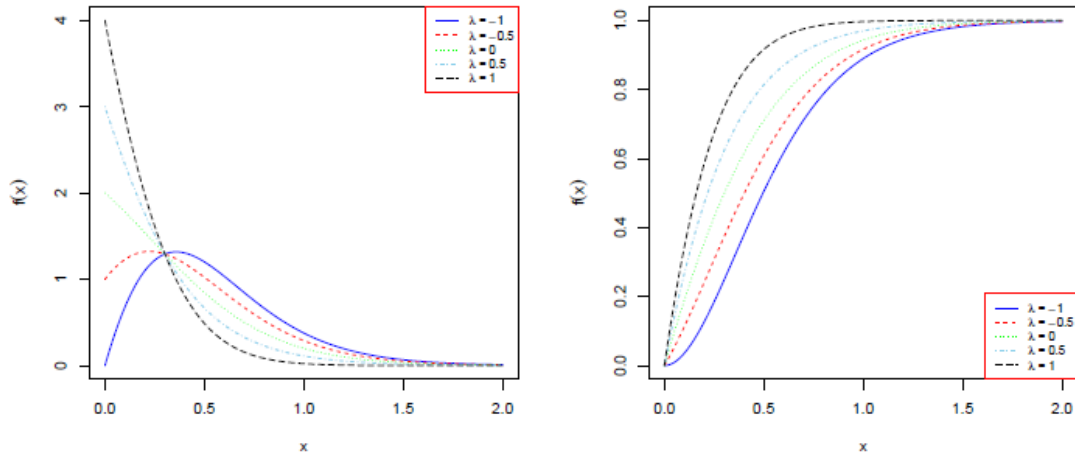 4
3
2
1
0
f(x)
0.0 0.5 1.0 1.5 2.0
x
λ = −1
λ = −0.5
λ = 0
λ = 0.5
λ = 1
1.0
0.8
0.6
0.4
0.2
0.0
f(x)
0.0 0.5 1.0 1.5 2.0
x
λ = −1
λ = −0.5
λ = 0
λ = 0.5
λ = 1